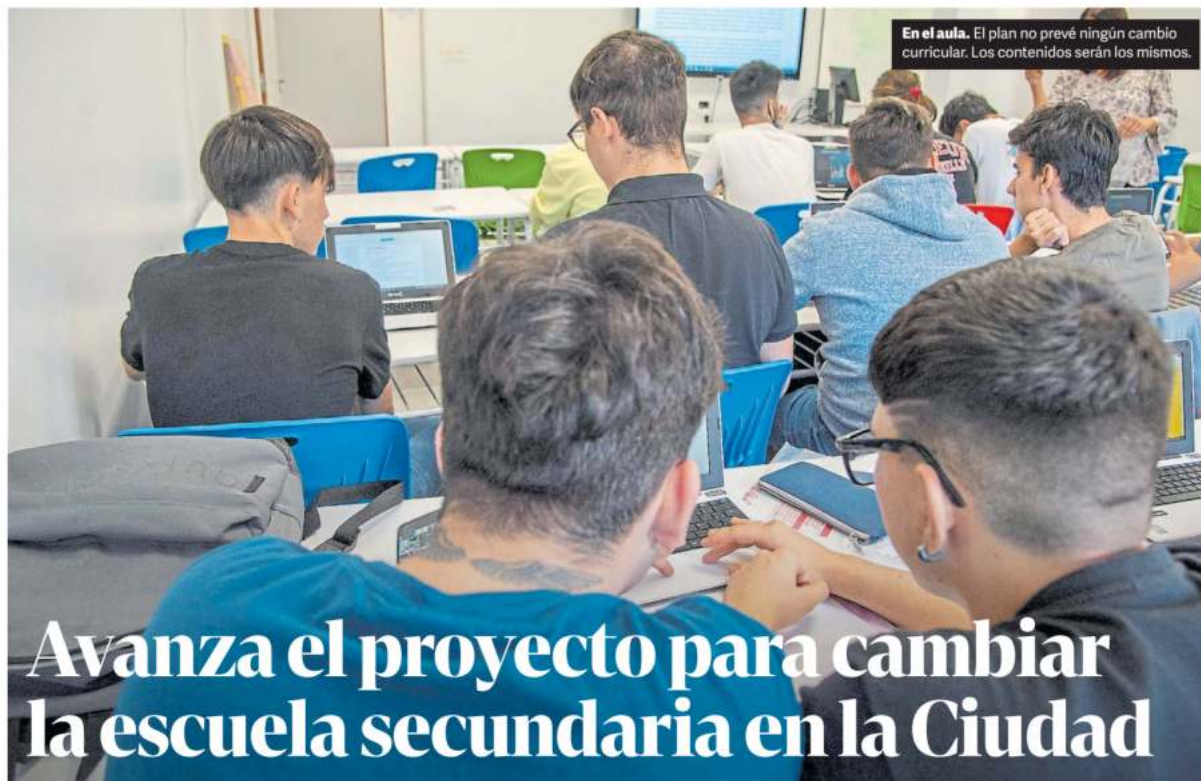 En el aula. El plan no prevé ningún cambio
curricular. Los contenidos serán los mismos.
Avanza el proyecto para cambiar
la escuela secundaria en la Ciudad